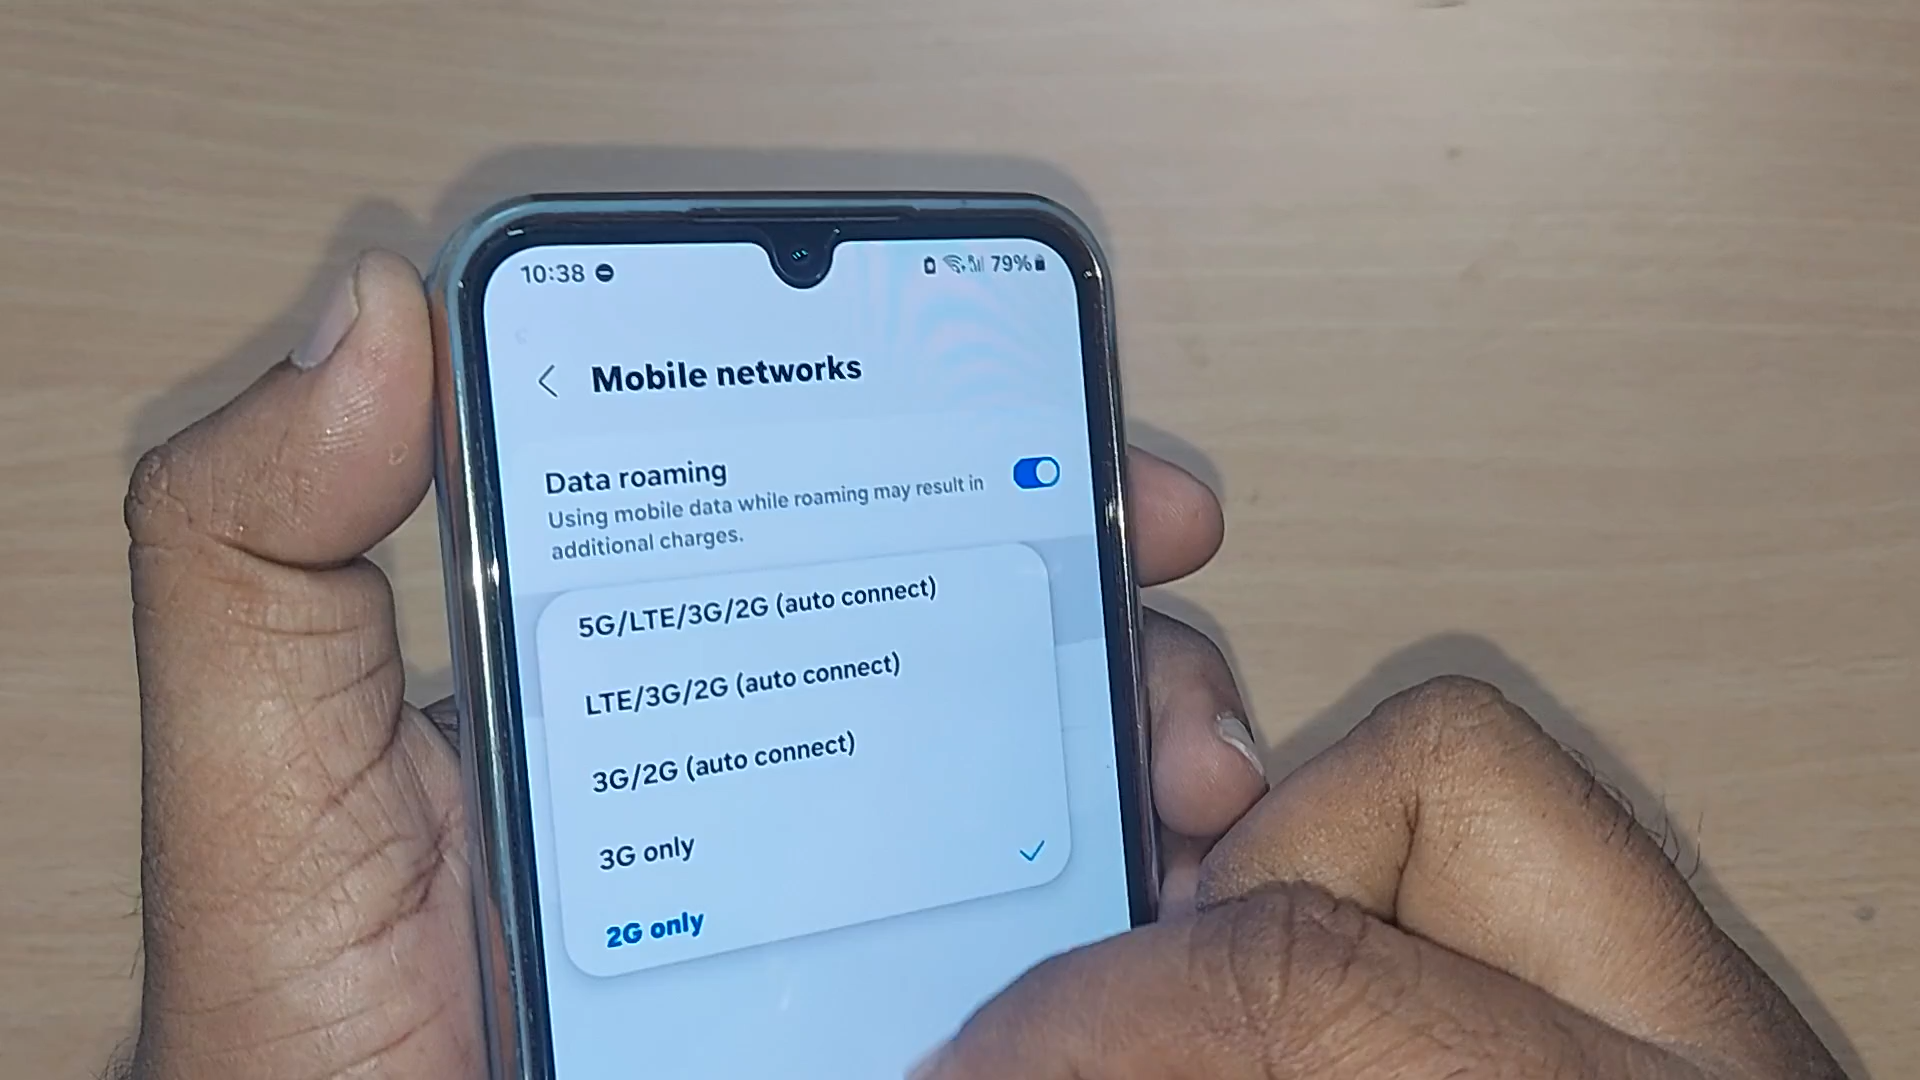 10:38 79%
Mobile networks
Data roaming
Using mobile data while roaming may result in
additional charges.
5G/LTE/3G/2G (auto connect)
LTE/3G/2G (auto connect)
3G/2G (auto connect)
3G only
2G only